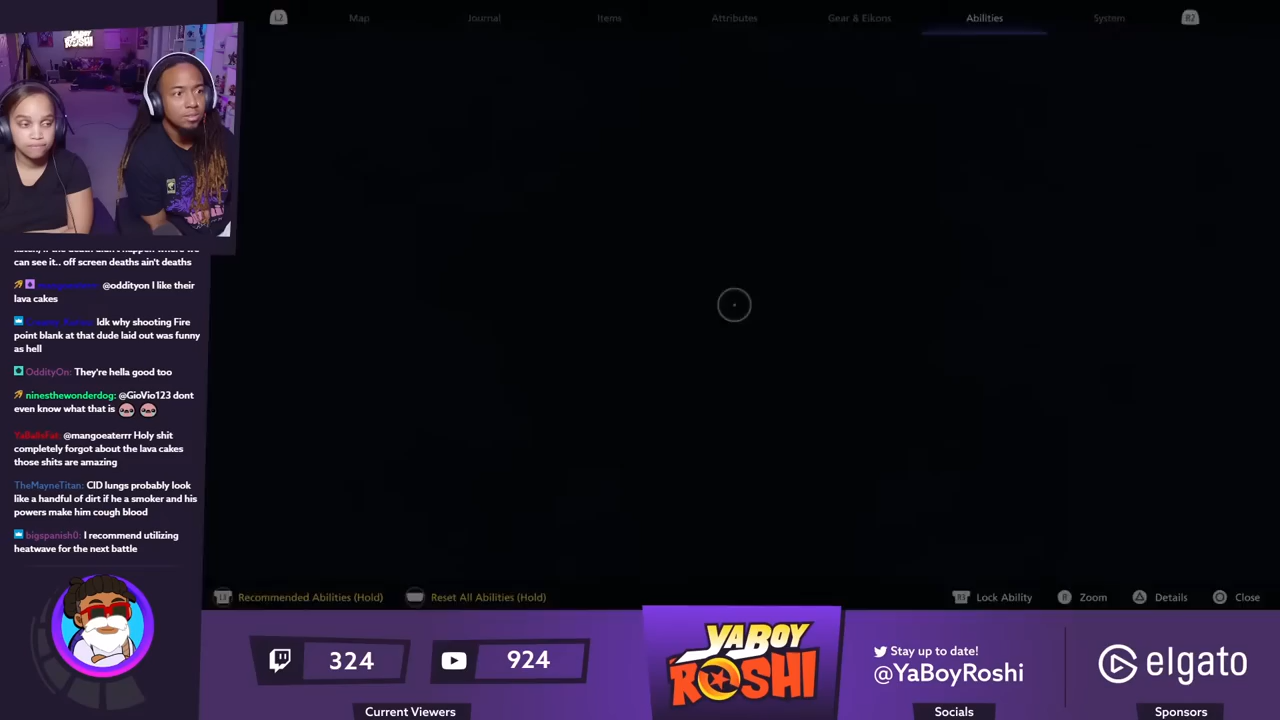 L2 Map Journal Items Attributes Gear & Eikons Abilities System R2
YABOY
ROSHI
can see it.. off screen deaths ain't deaths
@oddityon I like their
lava cakes
Idk why shooting Fire
point blank at that dude laid out was funny
as hell
OddityOn: They're hella good too
ninesthewonderdog: @GioVio123 dont
even know what that is
YaBoiIsFat: @mangoeaterrr Holy shit
completely forgot about the lava cakes
those shits are amazing
TheMayneTitan: CID lungs probably look
like a handful of dirt if he a smoker and his
powers make him cough blood
bigspanish0: I recommend utilizing
heatwave for the next battle
L3 Recommended Abilities (Hold) Reset All Abilities (Hold) R3 Lock Ability R Zoom Details Close
324
924
Current Viewers
YABOY
ROSHI
Stay up to date!
@YaBoyRoshi
Socials
elgato
Sponsors